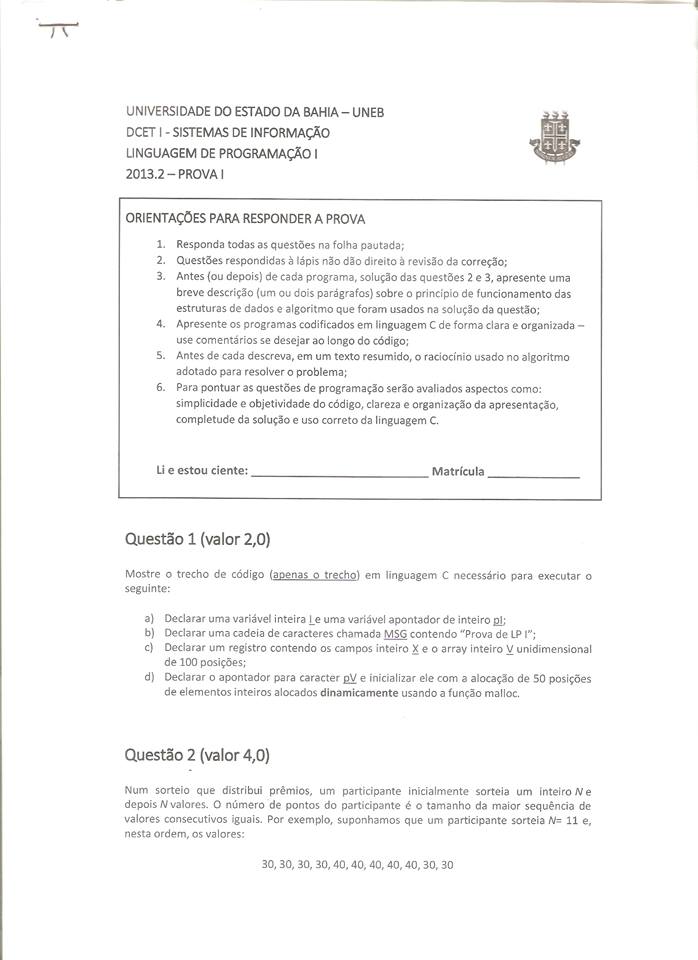 UNIVERSIDADE DO ESTADO DA BAHIA – UNEB
DCET I - SISTEMAS DE INFORMAÇÃO
LINGUAGEM DE PROGRAMAÇÃO I
2013.2 – PROVA I
ORIENTAÇÕES PARA RESPONDER A PROVA
1. Responda todas as questões na folha pautada;
2. Questões respondidas à lápis não dão direito à revisão da correção;
3. Antes (ou depois) de cada programa, solução das questões 2 e 3, apresente uma
breve descrição (um ou dois parágrafos) sobre o principio de funcionamento das
estruturas de dados e algoritmo que foram usados na solução da questão;
4. Apresente os programas codificados em linguagem C de forma clara e organizada –
use comentários se desejar ao longo do código;
5. Antes de cada descreva, em um texto resumido, o raciocínio usado no algoritmo
adotado para resolver o problema;
6. Para pontuar as questões de programação serão avaliados aspectos como:
simplicidade e objetividade do código, clareza e organização da apresentação,
completude da solução e uso correto da linguagem C.
Li e estou ciente: ____________________________ Matrícula ______________
Questão 1 (valor 2,0)
Mostre o trecho de código (apenas o trecho) em linguagem C necessário para executar o
seguinte:
a) Declarar uma variável inteira I e uma variável apontador de inteiro pI;
b) Declarar uma cadeia de caracteres chamada MSG contendo "Prova de LP I";
c) Declarar um registro contendo os campos inteiro X e o array inteiro V unidimensional
de 100 posições;
d) Declarar o apontador para caracter pV e inicializar ele com a alocação de 50 posições
de elementos inteiros alocados dinamicamente usando a função malloc.
Questão 2 (valor 4,0)
Num sorteio que distribui prêmios, um participante inicialmente sorteia um inteiro N e
depois N valores. O número de pontos do participante é o tamanho da maior sequência de
valores consecutivos iguais. Por exemplo, suponhamos que um participante sorteia N= 11 e,
nesta ordem, os valores:
30, 30, 30, 30, 40, 40, 40, 40, 40, 30, 30